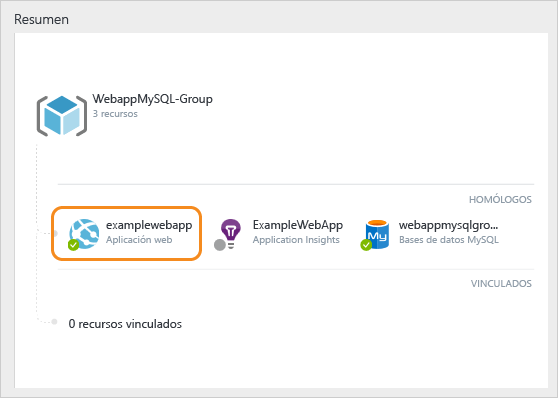 Resumen
WebappMySQL-Group
3 recursos
HOMÓLOGOS
examplewebapp
Aplicación web
ExampleWebApp
Application Insights
webappmysqlgro...
Bases de datos MySQL
My
VINCULADOS
0 recursos vinculados